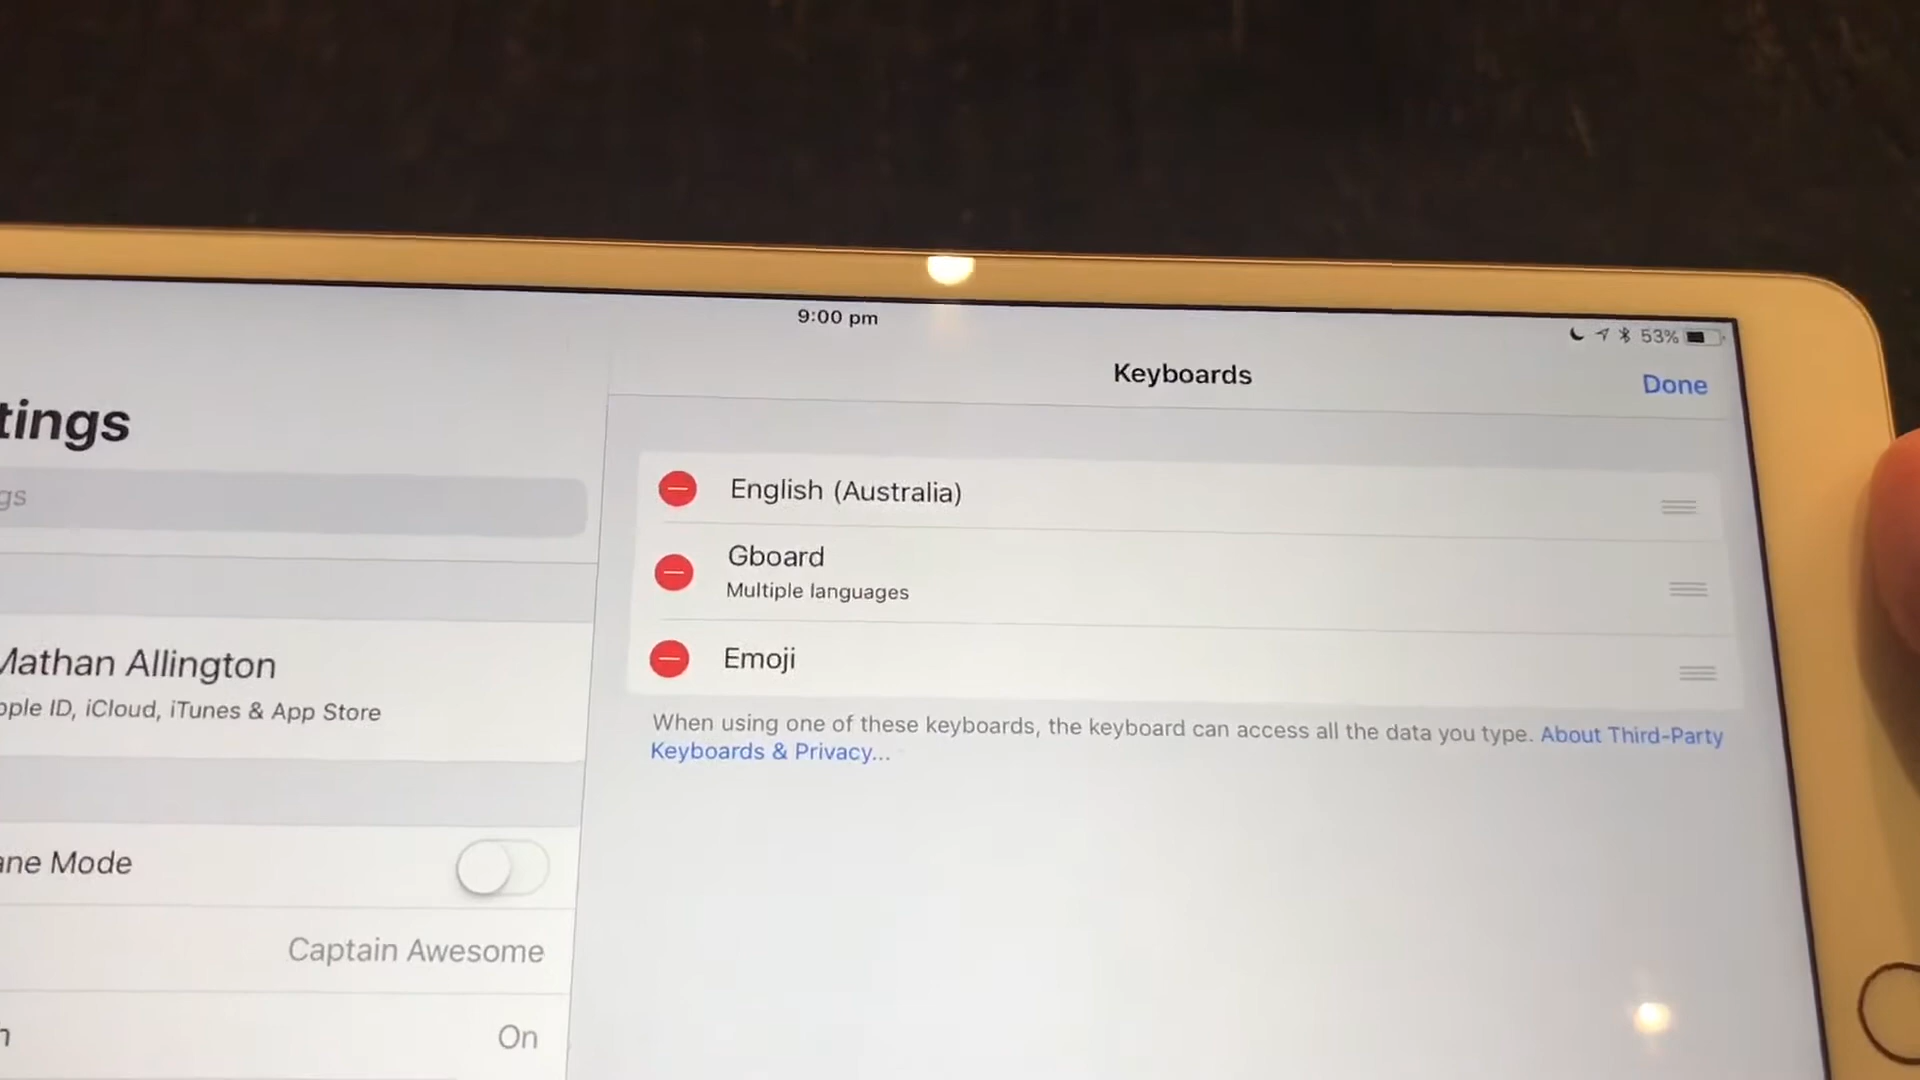 9:00 pm
53%
Keyboards
Done
tings
gs
English (Australia)
Gboard
Multiple languages
Emoji
When using one of these keyboards, the keyboard can access all the data you type. About Third-Party
Keyboards & Privacy...
Mathan Allington
pple ID, iCloud, iTunes & App Store
ane Mode
Captain Awesome
h
On